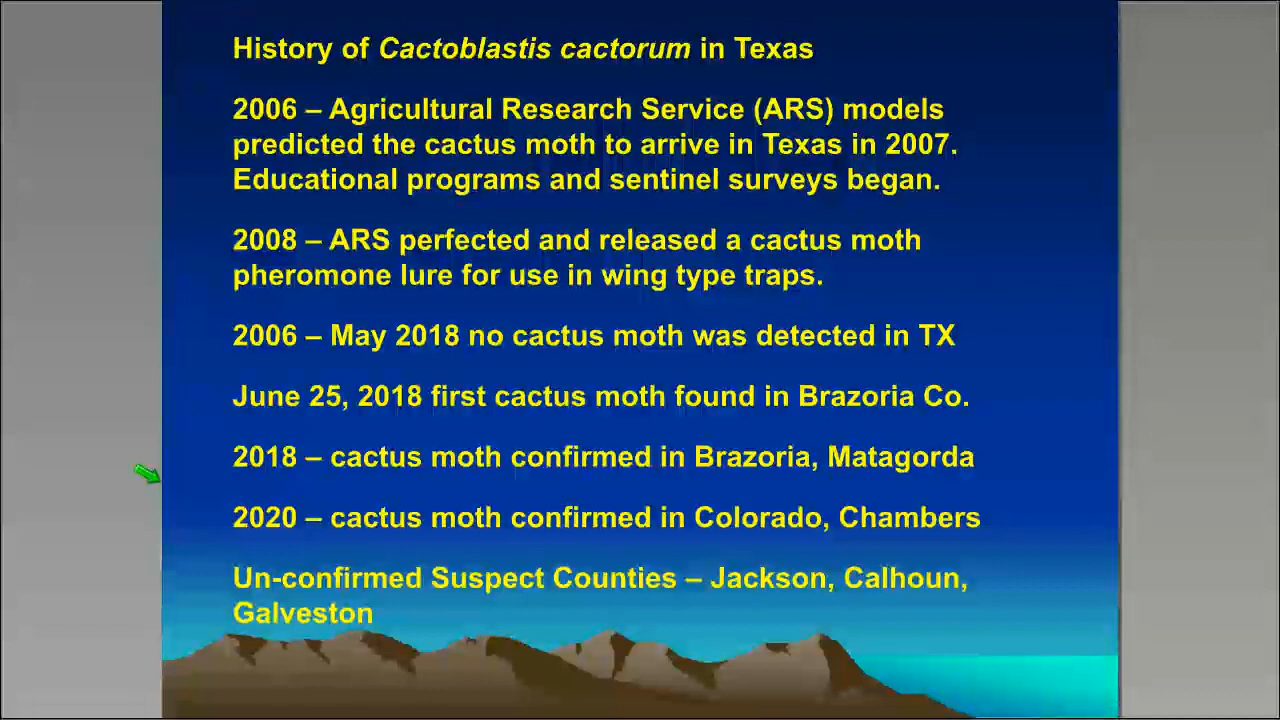 History of Cactoblastis cactorum in Texas
2006 – Agricultural Research Service (ARS) models
predicted the cactus moth to arrive in Texas in 2007.
Educational programs and sentinel surveys began.
2008 – ARS perfected and released a cactus moth
pheromone lure for use in wing type traps.
2006 – May 2018 no cactus moth was detected in TX
June 25, 2018 first cactus moth found in Brazoria Co.
2018 – cactus moth confirmed in Brazoria, Matagorda
2020 – cactus moth confirmed in Colorado, Chambers
Un-confirmed Suspect Counties – Jackson, Calhoun,
Galveston